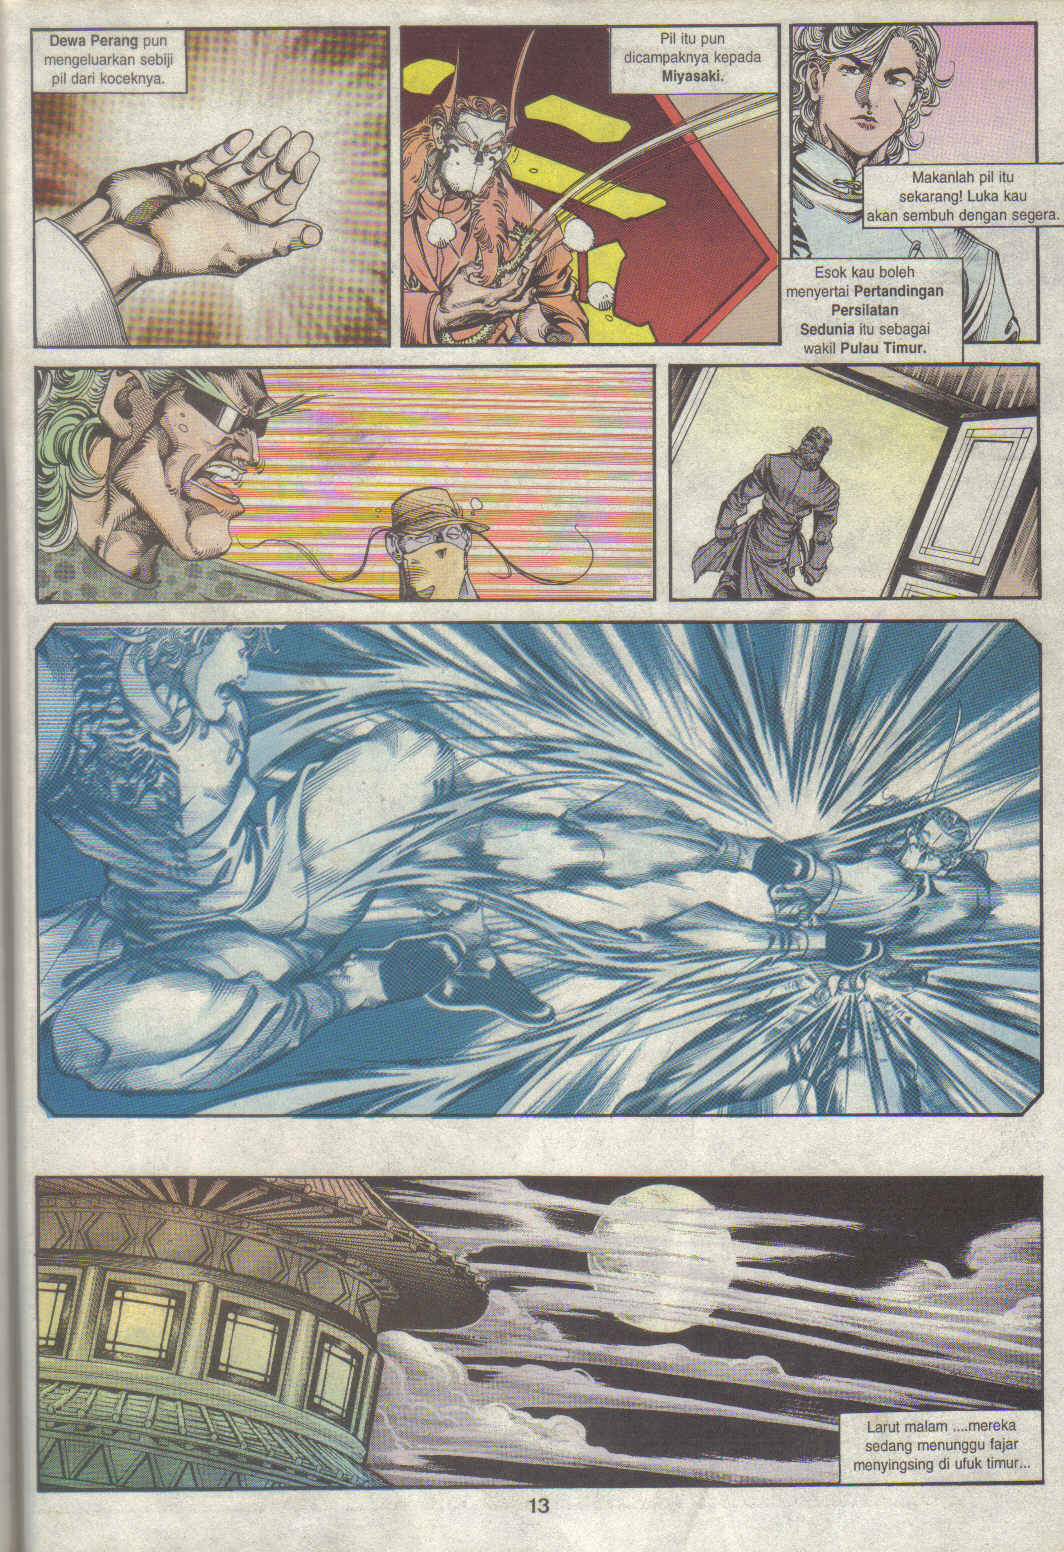 Dewa Perang pun
mengeluarkan sebiji
pil dari koceknya.
Pil itu pun
dicampaknya kepada
Miyasaki.
Makanlah pil itu
sekarang! Luka kau
akan sembuh dengan segera.
Esok kau boleh
menyertai Pertandingan
Persilatan
Sedunia itu sebagai
wakil Pulau Timur.
Larut malam ....mereka
sedang menunggu fajar
menyingsing di ufuk timur...
13